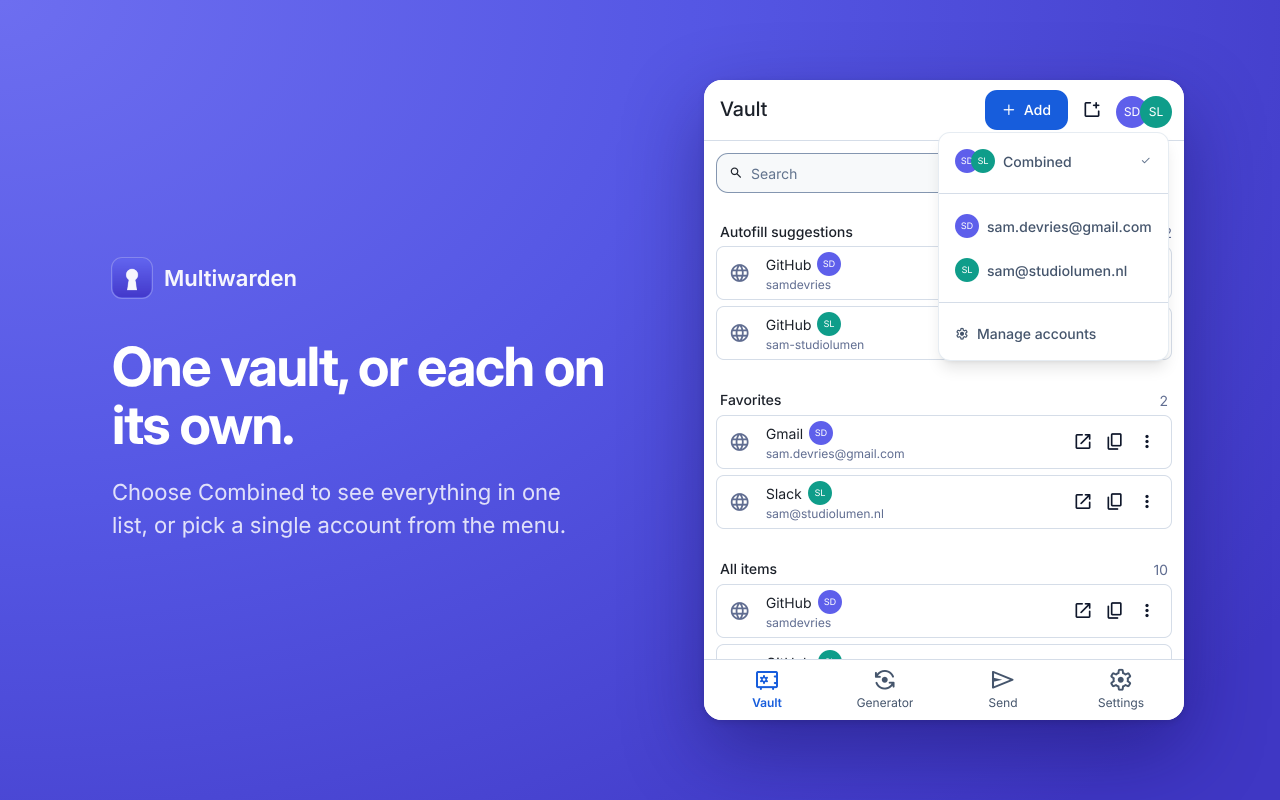 Multiwarden
One vault, or each on
its own.
Choose Combined to see everything in one
list, or pick a single account from the menu.
Vault
Add
SD
SL
Search
SD
SL
Combined
SD
sam.devries@gmail.com
SL
sam@studiolumen.nl
Manage accounts
Autofill suggestions
GitHub
SD
samdevries
GitHub
SL
sam-studiolumen
Favorites
2
Gmail
SD
sam.devries@gmail.com
Slack
SL
sam@studiolumen.nl
All items
10
GitHub
SD
samdevries
Vault
Generator
Send
Settings